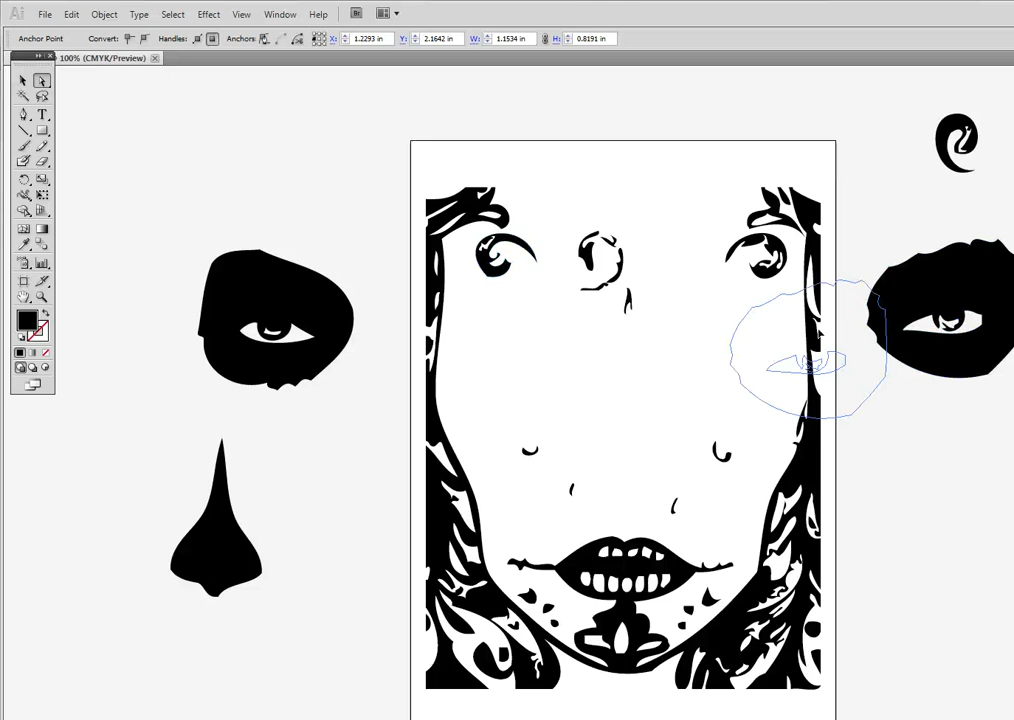 Ai File Edit Object Type Select Effect View Window Help Br
Anchor Point Convert: Handles: Anchors: X: 1.2293 in Y: 2.1642 in W: 1.1534 in H: 0.8191 in
100% (CMYK/Preview)
T